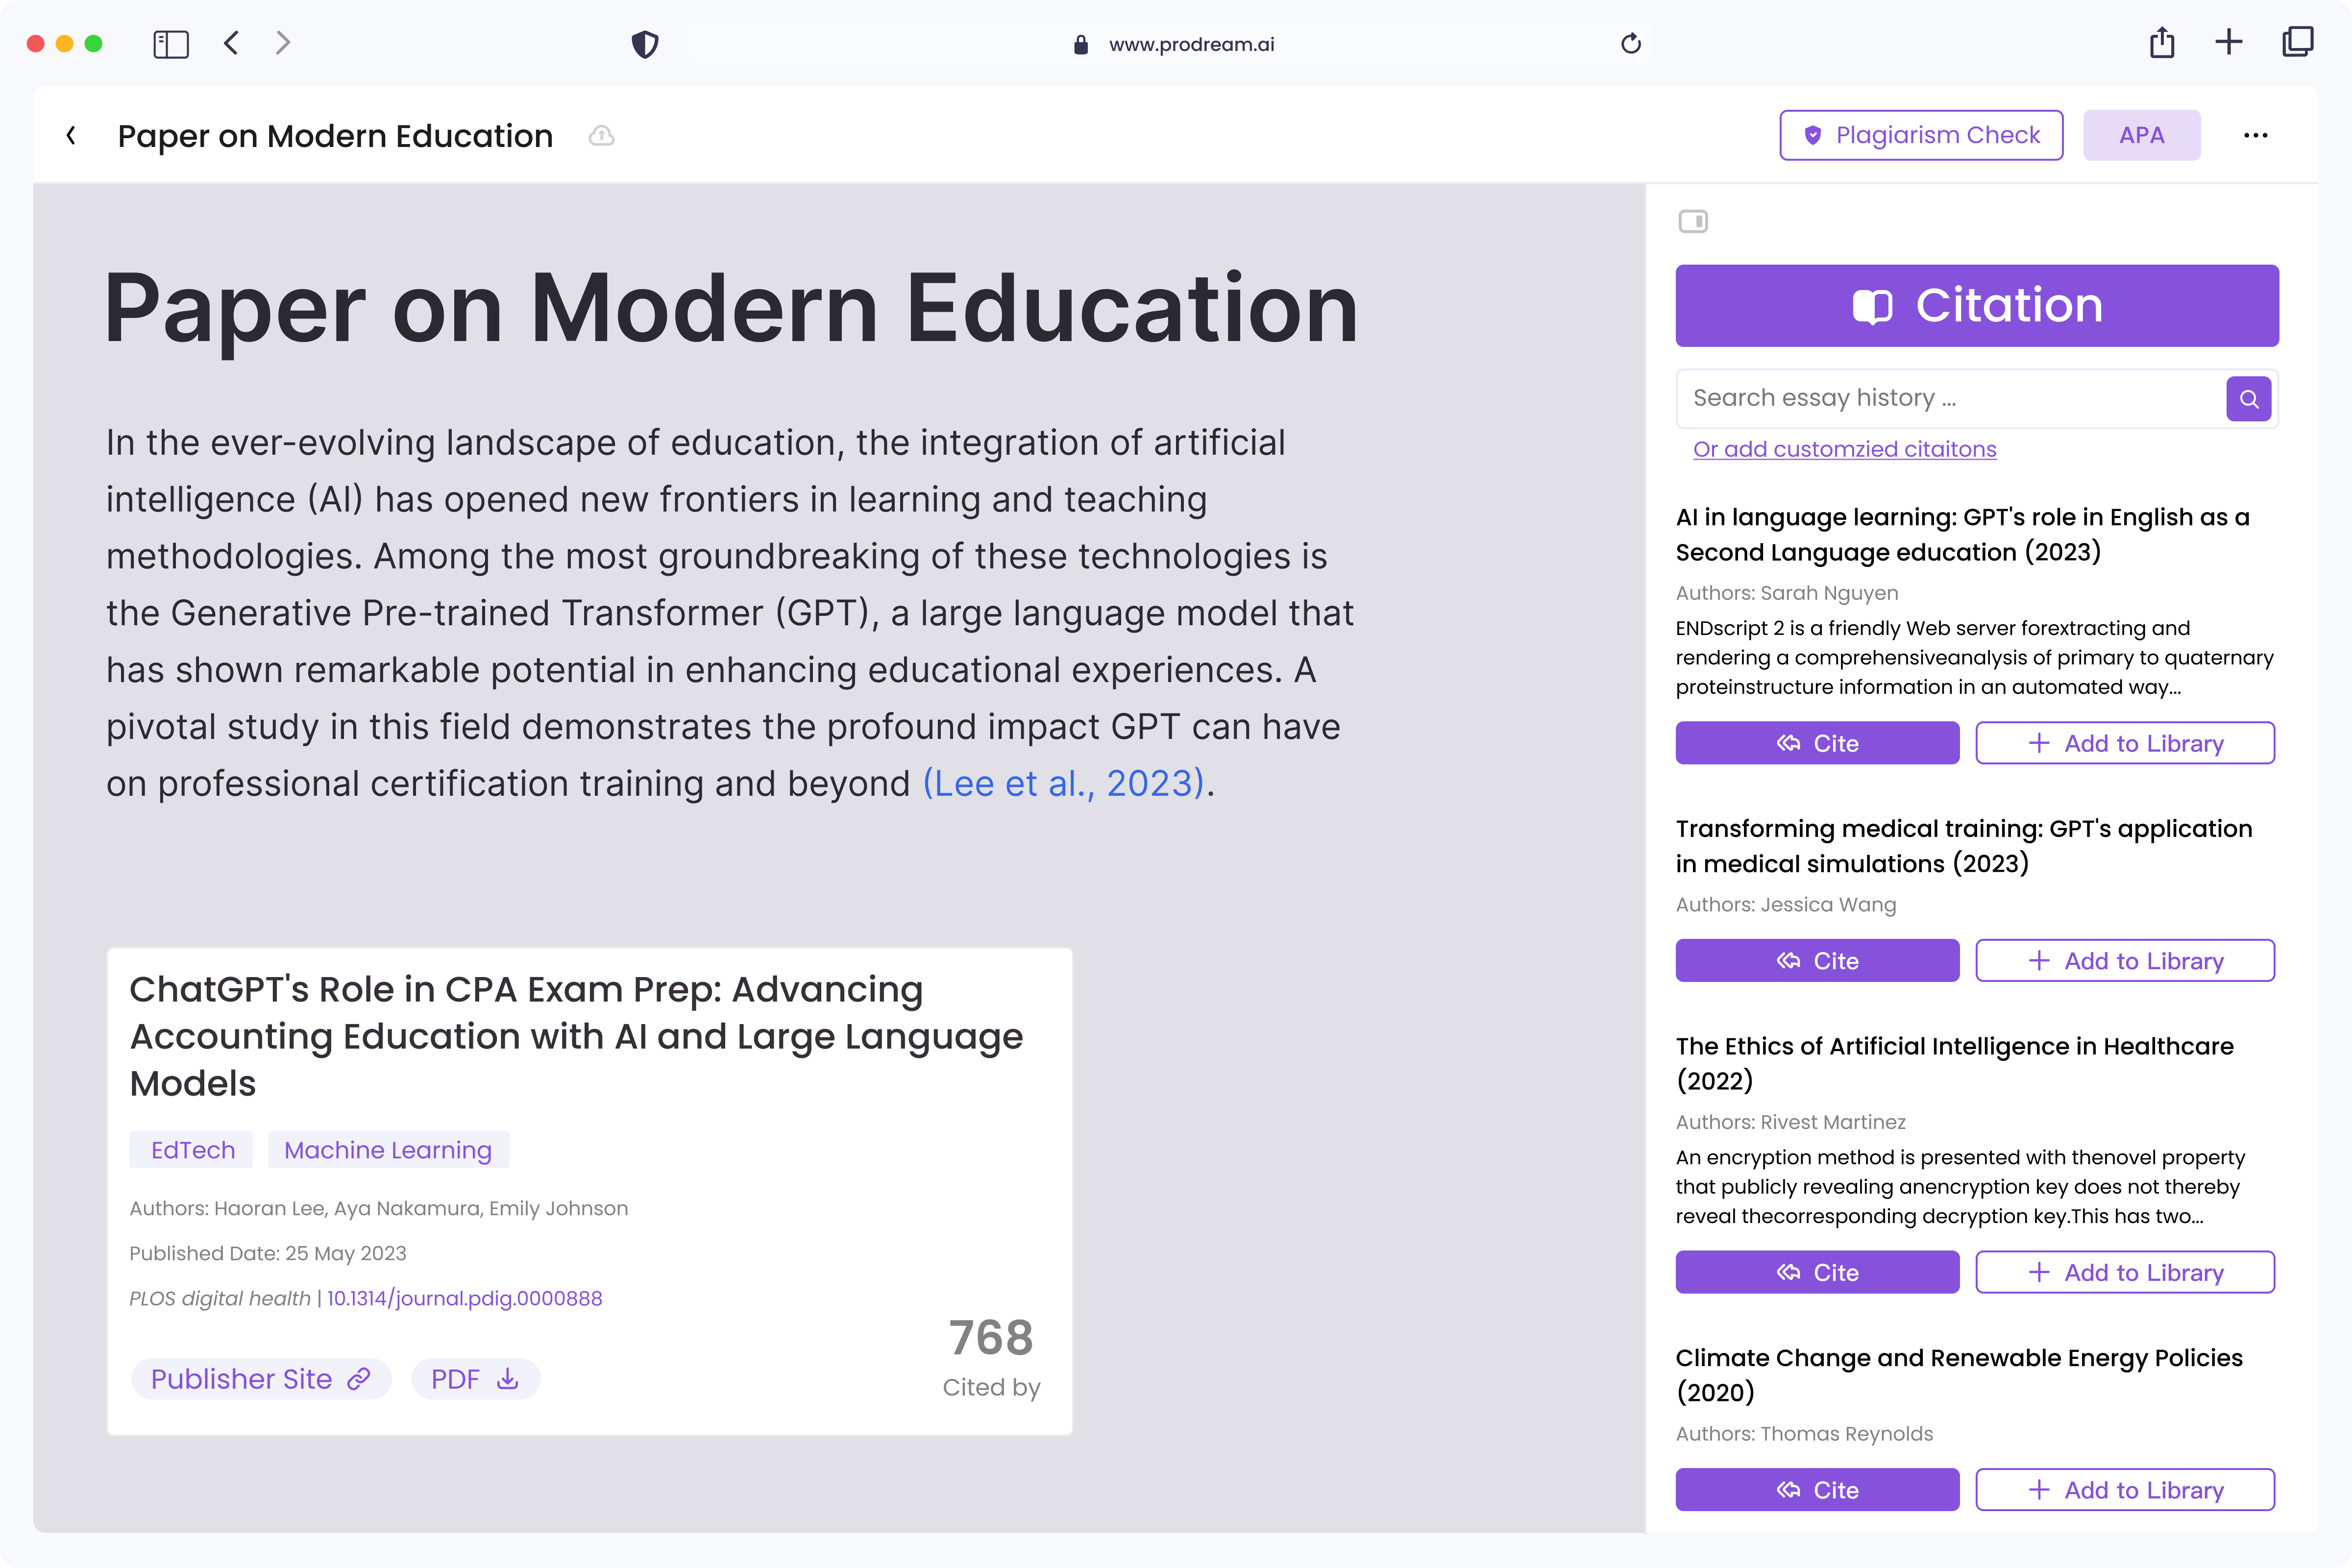 www.prodream.ai
Paper on Modern Education
Plagiarism Check
APA
Paper on Modern Education
In the ever-evolving landscape of education, the integration of artificial
intelligence (AI) has opened new frontiers in learning and teaching
methodologies. Among the most groundbreaking of these technologies is
the Generative Pre-trained Transformer (GPT), a large language model that
has shown remarkable potential in enhancing educational experiences. A
pivotal study in this field demonstrates the profound impact GPT can have
on professional certification training and beyond (Lee et al., 2023).
ChatGPT's Role in CPA Exam Prep: Advancing
Accounting Education with AI and Large Language
Models
EdTech
Machine Learning
Authors: Haoran Lee, Aya Nakamura, Emily Johnson
Published Date: 25 May 2023
PLOS digital health | 10.1314/journal.pdig.0000888
Publisher Site
PDF
768
Cited by
Citation
Search essay history ...
Or add customzied citaitons
AI in language learning: GPT's role in English as a
Second Language education (2023)
Authors: Sarah Nguyen
ENDscript 2 is a friendly Web server forextracting and
rendering a comprehensiveanalysis of primary to quaternary
proteinstructure information in an automated way...
Cite
Add to Library
Transforming medical training: GPT's application
in medical simulations (2023)
Authors: Jessica Wang
Cite
Add to Library
The Ethics of Artificial Intelligence in Healthcare
(2022)
Authors: Rivest Martinez
An encryption method is presented with thenovel property
that publicly revealing anencryption key does not thereby
reveal thecorresponding decryption key.This has two...
Cite
Add to Library
Climate Change and Renewable Energy Policies
(2020)
Authors: Thomas Reynolds
Cite
Add to Library